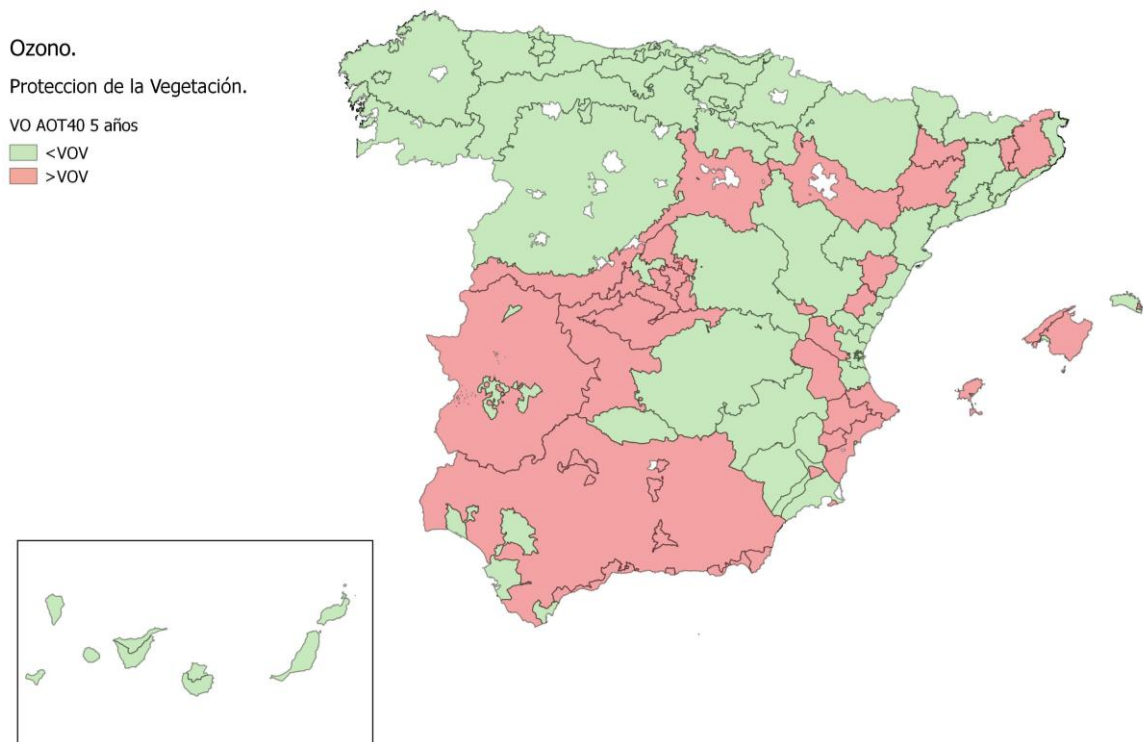 Ozono.
Proteccion de la Vegetación.
VO AOT40 5 años
<VOV
>VOV